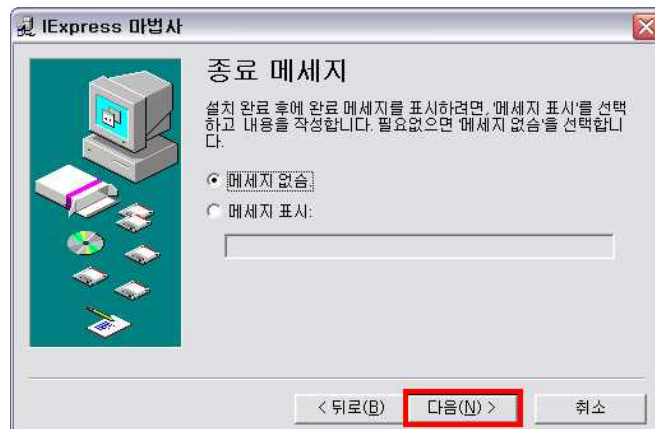 IExpress 마법사
종료 메세지
설치 완료 후에 완료 메세지를 표시하려면, '메세지 표시'를 선택
하고 내용을 작성합니다. 필요없으면 '메세지 없음'을 선택합니
다.
메세지 없음.
메세지 표시:
< 뒤로(B)
다음(N) >
취소